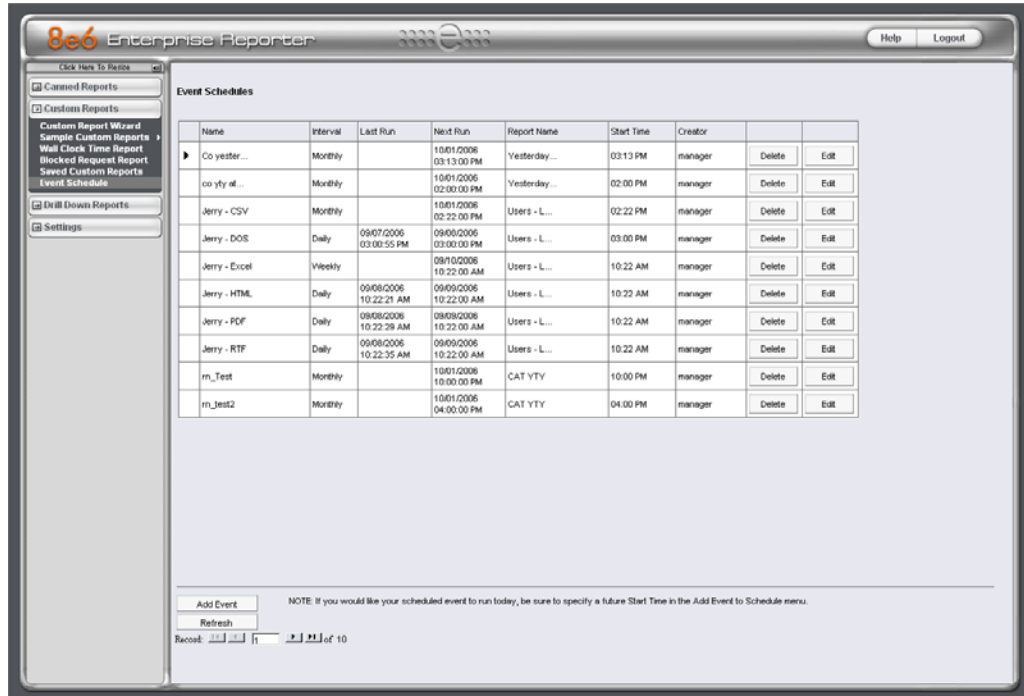 8e6 Enterprise Reporter
Help Logout
Click Here To Resize
Canned Reports
Custom Reports
Custom Report Wizard
Sample Custom Reports
Wall Clock Time Report
Blocked Request Report
Saved Custom Reports
Event Schedule
Drill Down Reports
Settings
Event Schedules
Name Interval Last Run Next Run Report Name Start Time Creator
Co yester... Monthly 10/01/2006 03:13:00 PM Yesterday... 03:13 PM manager Delete Edit
co yty at... Monthly 10/01/2006 02:00:00 PM Yesterday... 02:00 PM manager Delete Edit
Jerry - CSV Monthly 10/01/2006 02:22:00 PM Users - L... 02:22 PM manager Delete Edit
Jerry - DOS Daily 09/07/2006 03:00:55 PM 09/08/2006 03:00:00 PM Users - L... 03:00 PM manager Delete Edit
Jerry - Excel Weekly 09/10/2006 10:22:00 AM Users - L... 10:22 AM manager Delete Edit
Jerry - HTML Daily 09/08/2006 10:22:21 AM 09/09/2006 10:22:00 AM Users - L... 10:22 AM manager Delete Edit
Jerry - PDF Daily 09/08/2006 10:22:29 AM 09/09/2006 10:22:00 AM Users - L... 10:22 AM manager Delete Edit
Jerry - RTF Daily 09/08/2006 10:22:35 AM 09/09/2006 10:22:00 AM Users - L... 10:22 AM manager Delete Edit
rn_Test Monthly 10/01/2006 10:00:00 PM CAT YTY 10:00 PM manager Delete Edit
rn_test2 Monthly 10/01/2006 04:00:00 PM CAT YTY 04:00 PM manager Delete Edit
Add Event
NOTE: If you would like your scheduled event to run today, be sure to specify a future Start Time in the Add Event to Schedule menu.
Refresh
Record: 1 of 10